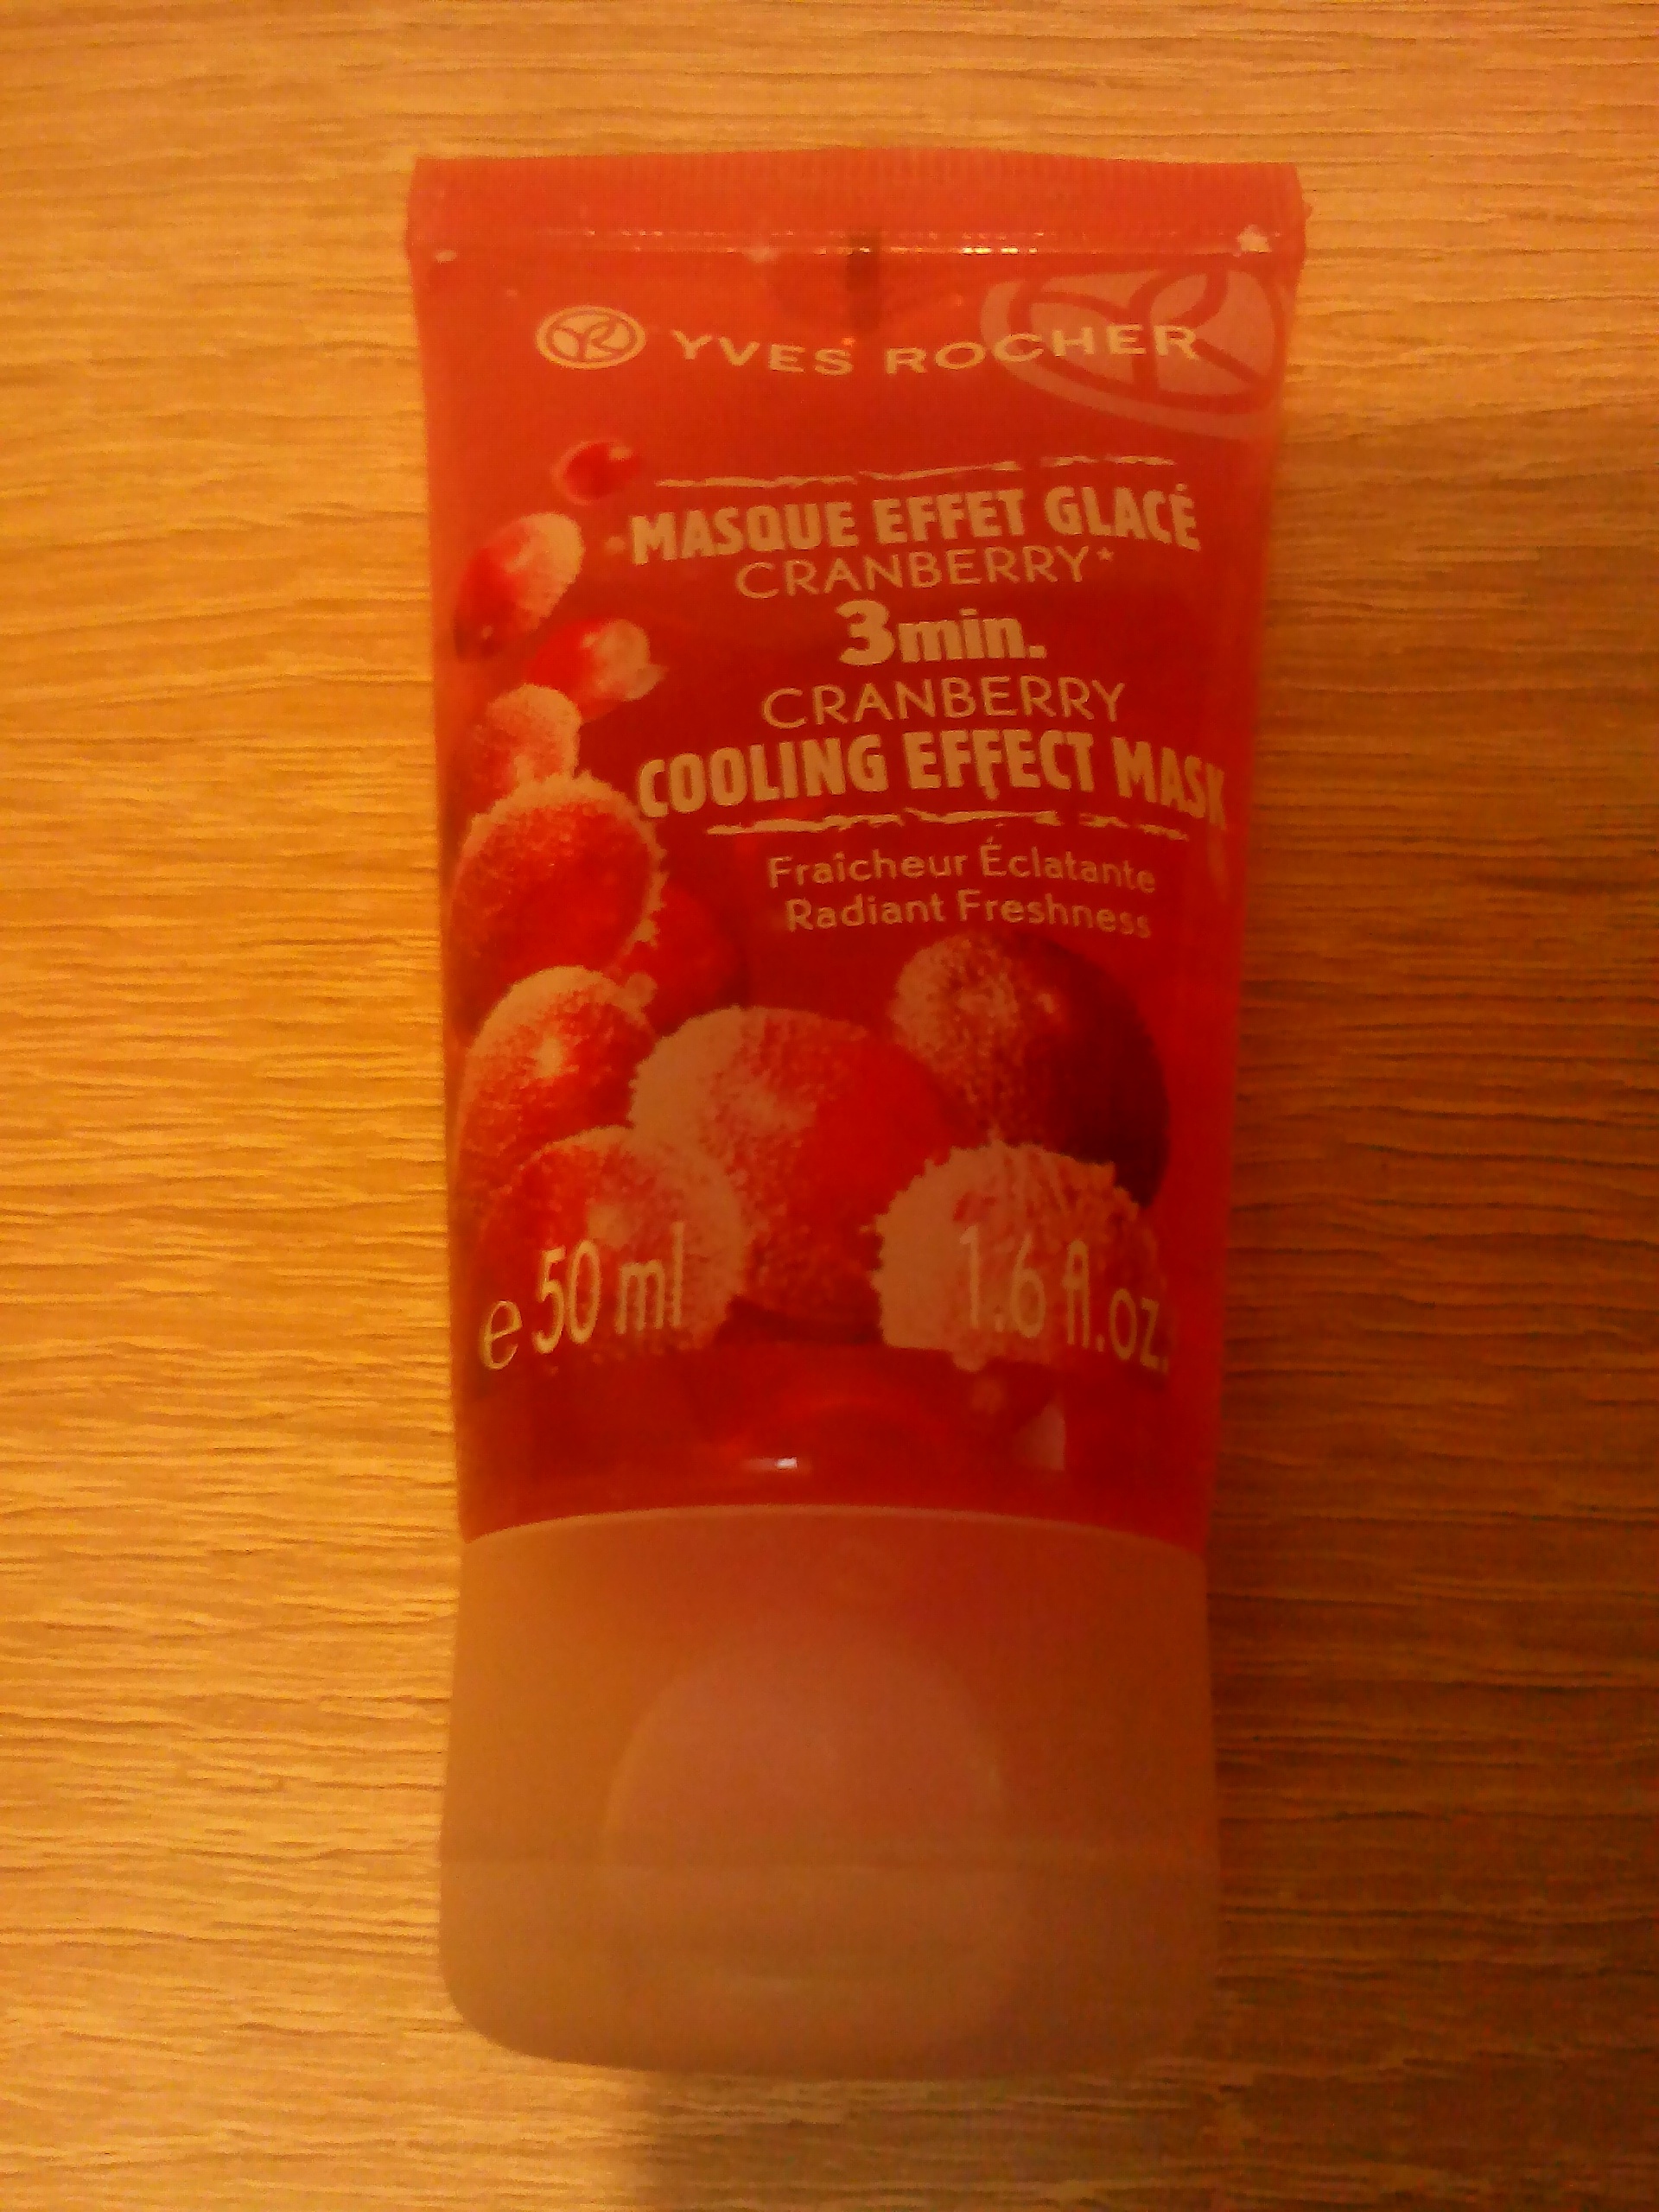 YVES ROCHER
MASQUE EFFET GLACÉ
CRANBERRY*
3min.
CRANBERRY
COOLING EFFECT MASK
Fraîcheur Éclatante
Radiant Freshness
e 50 ml 1.6 fl.oz.